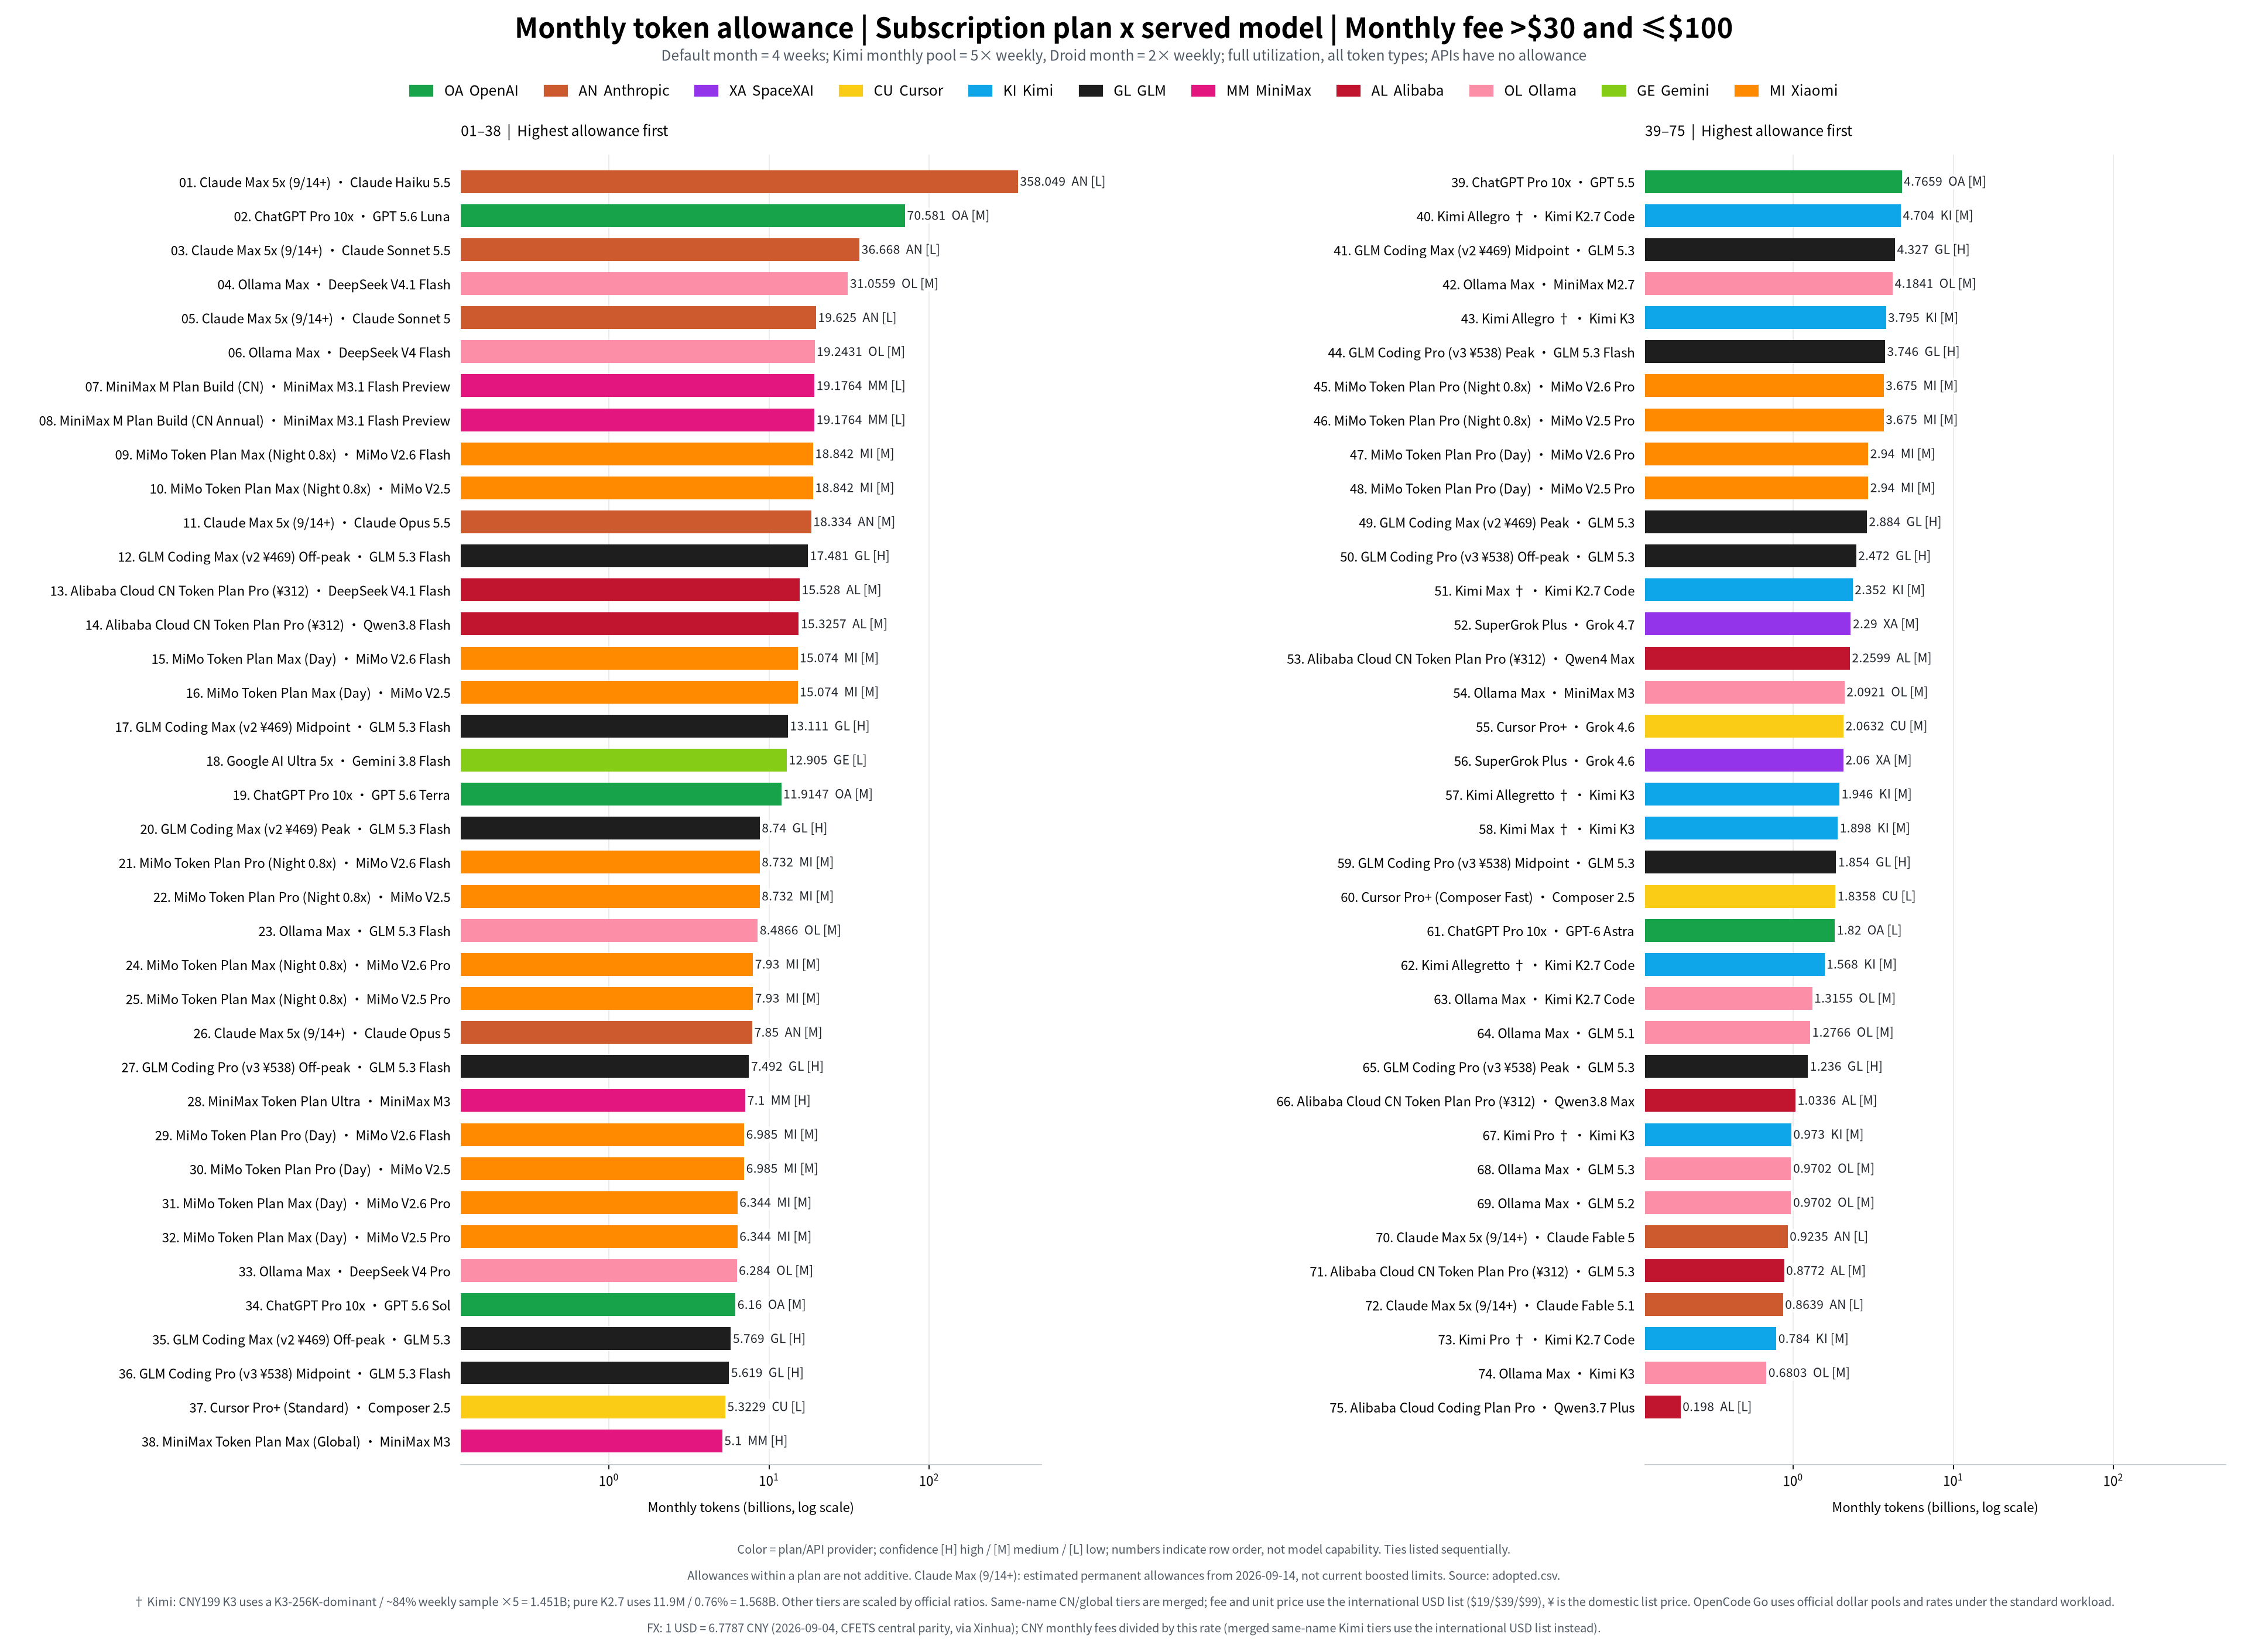 Monthly token allowance | Subscription plan x served model | Monthly fee >$30 and ≤$100
Default month = 4 weeks; Kimi monthly pool = 5× weekly, Droid month = 2× weekly; full utilization, all token types; APIs have no allowance
OA OpenAI AN Anthropic XA SpaceXAI CU Cursor KI Kimi GL GLM MM MiniMax AL Alibaba OL Ollama GE Gemini MI Xiaomi
01–38 | Highest allowance first
01. Claude Max 5x (9/14+) • Claude Haiku 5.5 358.049 AN [L]
02. ChatGPT Pro 10x • GPT 5.6 Luna 70.581 OA [M]
03. Claude Max 5x (9/14+) • Claude Sonnet 5.5 36.668 AN [L]
04. Ollama Max • DeepSeek V4.1 Flash 31.0559 OL [M]
05. Claude Max 5x (9/14+) • Claude Sonnet 5 19.625 AN [L]
06. Ollama Max • DeepSeek V4 Flash 19.2431 OL [M]
07. MiniMax M Plan Build (CN) • MiniMax M3.1 Flash Preview 19.1764 MM [L]
08. MiniMax M Plan Build (CN Annual) • MiniMax M3.1 Flash Preview 19.1764 MM [L]
09. MiMo Token Plan Max (Night 0.8x) • MiMo V2.6 Flash 18.842 MI [M]
10. MiMo Token Plan Max (Night 0.8x) • MiMo V2.5 18.842 MI [M]
11. Claude Max 5x (9/14+) • Claude Opus 5.5 18.334 AN [M]
12. GLM Coding Max (v2 ¥469) Off-peak • GLM 5.3 Flash 17.481 GL [H]
13. Alibaba Cloud CN Token Plan Pro (¥312) • DeepSeek V4.1 Flash 15.528 AL [M]
14. Alibaba Cloud CN Token Plan Pro (¥312) • Qwen3.8 Flash 15.3257 AL [M]
15. MiMo Token Plan Max (Day) • MiMo V2.6 Flash 15.074 MI [M]
16. MiMo Token Plan Max (Day) • MiMo V2.5 15.074 MI [M]
17. GLM Coding Max (v2 ¥469) Midpoint • GLM 5.3 Flash 13.111 GL [H]
18. Google AI Ultra 5x • Gemini 3.8 Flash 12.905 GE [L]
19. ChatGPT Pro 10x • GPT 5.6 Terra 11.9147 OA [M]
20. GLM Coding Max (v2 ¥469) Peak • GLM 5.3 Flash 8.74 GL [H]
21. MiMo Token Plan Pro (Night 0.8x) • MiMo V2.6 Flash 8.732 MI [M]
22. MiMo Token Plan Pro (Night 0.8x) • MiMo V2.5 8.732 MI [M]
23. Ollama Max • GLM 5.3 Flash 8.4866 OL [M]
24. MiMo Token Plan Max (Night 0.8x) • MiMo V2.6 Pro 7.93 MI [M]
25. MiMo Token Plan Max (Night 0.8x) • MiMo V2.5 Pro 7.93 MI [M]
26. Claude Max 5x (9/14+) • Claude Opus 5 7.85 AN [M]
27. GLM Coding Pro (v3 ¥538) Off-peak • GLM 5.3 Flash 7.492 GL [H]
28. MiniMax Token Plan Ultra • MiniMax M3 7.1 MM [H]
29. MiMo Token Plan Pro (Day) • MiMo V2.6 Flash 6.985 MI [M]
30. MiMo Token Plan Pro (Day) • MiMo V2.5 6.985 MI [M]
31. MiMo Token Plan Max (Day) • MiMo V2.6 Pro 6.344 MI [M]
32. MiMo Token Plan Max (Day) • MiMo V2.5 Pro 6.344 MI [M]
33. Ollama Max • DeepSeek V4 Pro 6.284 OL [M]
34. ChatGPT Pro 10x • GPT 5.6 Sol 6.16 OA [M]
35. GLM Coding Max (v2 ¥469) Off-peak • GLM 5.3 5.769 GL [H]
36. GLM Coding Pro (v3 ¥538) Midpoint • GLM 5.3 Flash 5.619 GL [H]
37. Cursor Pro+ (Standard) • Composer 2.5 5.3229 CU [L]
38. MiniMax Token Plan Max (Global) • MiniMax M3 5.1 MM [H]
10⁰ 10¹ 10²
Monthly tokens (billions, log scale)
39–75 | Highest allowance first
39. ChatGPT Pro 10x • GPT 5.5 4.7659 OA [M]
40. Kimi Allegro † • Kimi K2.7 Code 4.704 KI [M]
41. GLM Coding Max (v2 ¥469) Midpoint • GLM 5.3 4.327 GL [H]
42. Ollama Max • MiniMax M2.7 4.1841 OL [M]
43. Kimi Allegro † • Kimi K3 3.795 KI [M]
44. GLM Coding Pro (v3 ¥538) Peak • GLM 5.3 Flash 3.746 GL [H]
45. MiMo Token Plan Pro (Night 0.8x) • MiMo V2.6 Pro 3.675 MI [M]
46. MiMo Token Plan Pro (Night 0.8x) • MiMo V2.5 Pro 3.675 MI [M]
47. MiMo Token Plan Pro (Day) • MiMo V2.6 Pro 2.94 MI [M]
48. MiMo Token Plan Pro (Day) • MiMo V2.5 Pro 2.94 MI [M]
49. GLM Coding Max (v2 ¥469) Peak • GLM 5.3 2.884 GL [H]
50. GLM Coding Pro (v3 ¥538) Off-peak • GLM 5.3 2.472 GL [H]
51. Kimi Max † • Kimi K2.7 Code 2.352 KI [M]
52. SuperGrok Plus • Grok 4.7 2.29 XA [M]
53. Alibaba Cloud CN Token Plan Pro (¥312) • Qwen4 Max 2.2599 AL [M]
54. Ollama Max • MiniMax M3 2.0921 OL [M]
55. Cursor Pro+ • Grok 4.6 2.0632 CU [M]
56. SuperGrok Plus • Grok 4.6 2.06 XA [M]
57. Kimi Allegretto † • Kimi K3 1.946 KI [M]
58. Kimi Max † • Kimi K3 1.898 KI [M]
59. GLM Coding Pro (v3 ¥538) Midpoint • GLM 5.3 1.854 GL [H]
60. Cursor Pro+ (Composer Fast) • Composer 2.5 1.8358 CU [L]
61. ChatGPT Pro 10x • GPT-6 Astra 1.82 OA [L]
62. Kimi Allegretto † • Kimi K2.7 Code 1.568 KI [M]
63. Ollama Max • Kimi K2.7 Code 1.3155 OL [M]
64. Ollama Max • GLM 5.1 1.2766 OL [M]
65. GLM Coding Pro (v3 ¥538) Peak • GLM 5.3 1.236 GL [H]
66. Alibaba Cloud CN Token Plan Pro (¥312) • Qwen3.8 Max 1.0336 AL [M]
67. Kimi Pro † • Kimi K3 0.973 KI [M]
68. Ollama Max • GLM 5.3 0.9702 OL [M]
69. Ollama Max • GLM 5.2 0.9702 OL [M]
70. Claude Max 5x (9/14+) • Claude Fable 5 0.9235 AN [L]
71. Alibaba Cloud CN Token Plan Pro (¥312) • GLM 5.3 0.8772 AL [M]
72. Claude Max 5x (9/14+) • Claude Fable 5.1 0.8639 AN [L]
73. Kimi Pro † • Kimi K2.7 Code 0.784 KI [M]
74. Ollama Max • Kimi K3 0.6803 OL [M]
75. Alibaba Cloud Coding Plan Pro • Qwen3.7 Plus 0.198 AL [L]
10⁰ 10¹ 10²
Monthly tokens (billions, log scale)
Color = plan/API provider; confidence [H] high / [M] medium / [L] low; numbers indicate row order, not model capability. Ties listed sequentially.
Allowances within a plan are not additive. Claude Max (9/14+): estimated permanent allowances from 2026-09-14, not current boosted limits. Source: adopted.csv.
† Kimi: CNY199 K3 uses a K3-256K-dominant / ~84% weekly sample ×5 = 1.451B; pure K2.7 uses 11.9M / 0.76% = 1.568B. Other tiers are scaled by official ratios. Same-name CN/global tiers are merged; fee and unit price use the international USD list ($19/$39/$99), ¥ is the domestic list price. OpenCode Go uses official dollar pools and rates under the standard workload.
FX: 1 USD = 6.7787 CNY (2026-09-04, CFETS central parity, via Xinhua); CNY monthly fees divided by this rate (merged same-name Kimi tiers use the international USD list instead).